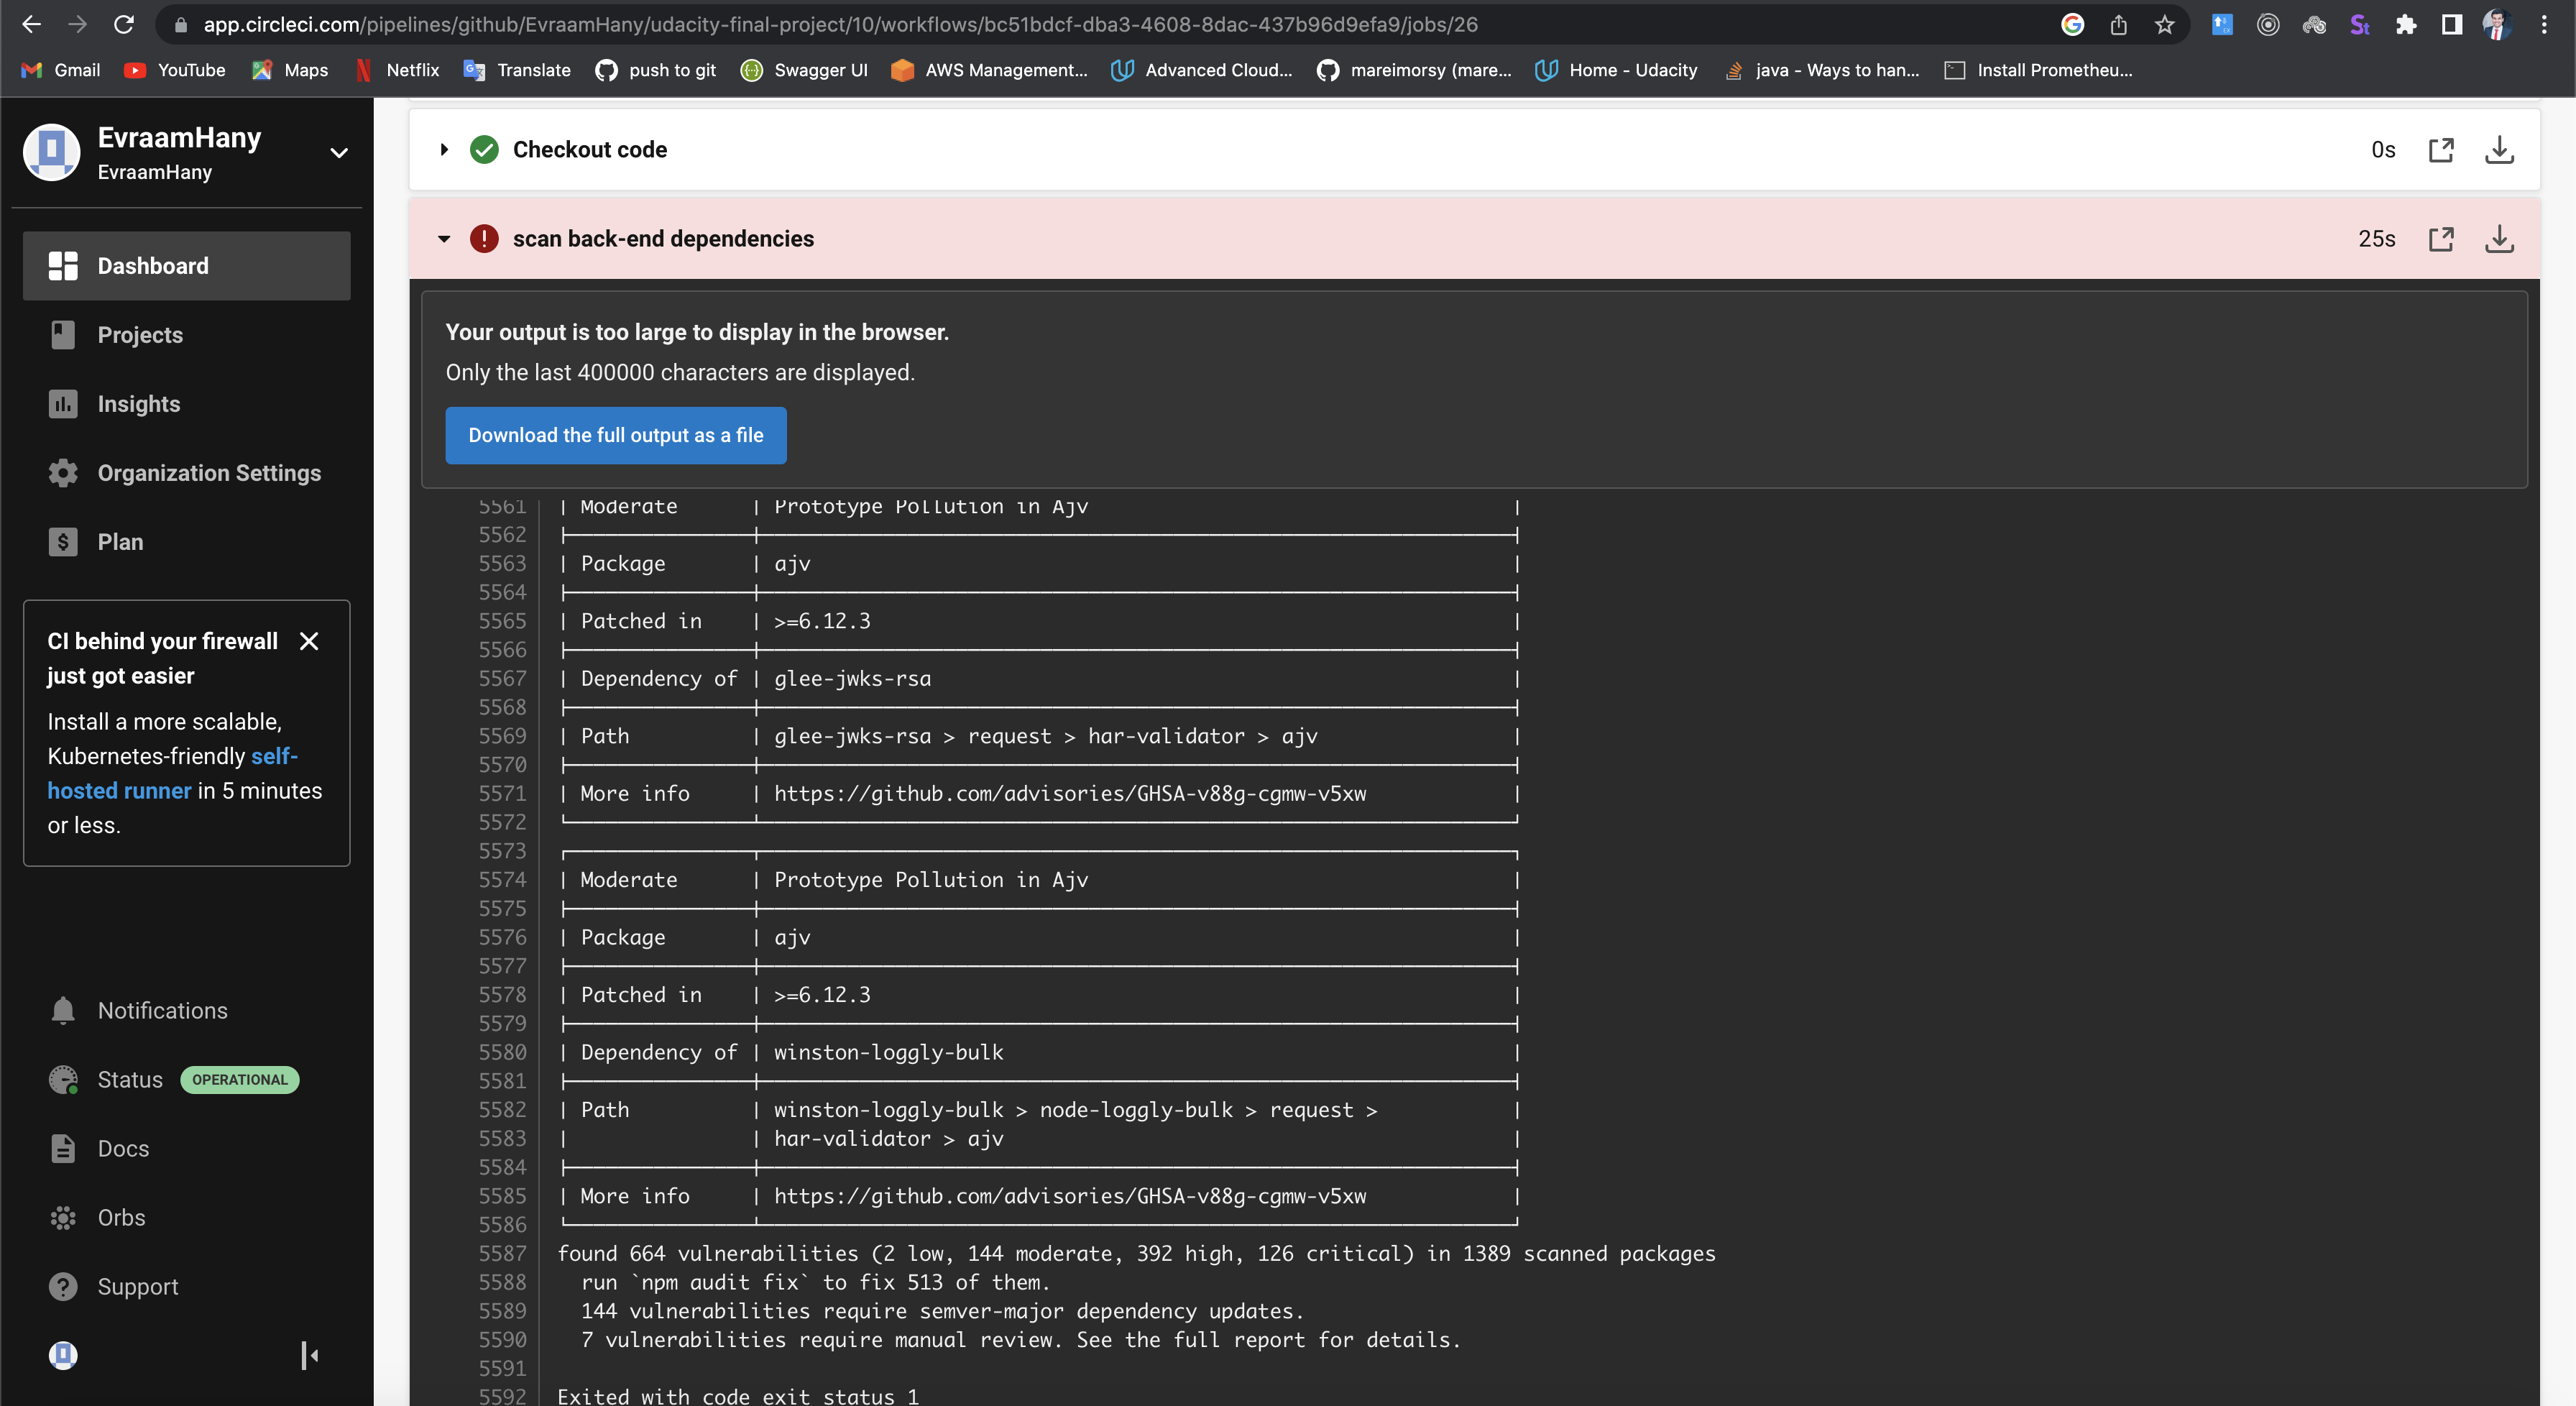 app.circleci.com/pipelines/github/EvraamHany/udacity-final-project/10/workflows/bc51bdcf-dba3-4608-8dac-437b96d9efa9/jobs/26
Gmail YouTube Maps Netflix Translate push to git Swagger UI AWS Management... Advanced Cloud... mareimorsy (mare... Home - Udacity java - Ways to han... Install Prometheu...
EvraamHany
EvraamHany
Dashboard
Projects
Insights
Organization Settings
Plan
CI behind your firewall
just got easier
Install a more scalable,
Kubernetes-friendly self-
hosted runner in 5 minutes
or less.
Notifications
Status OPERATIONAL
Docs
Orbs
Support
Checkout code 0s
scan back-end dependencies 25s
Your output is too large to display in the browser.
Only the last 400000 characters are displayed.
Download the full output as a file
5561 | Moderate | Prototype Pollution in Ajv |
5562
5563 | Package | ajv |
5564
5565 | Patched in | >=6.12.3 |
5566
5567 | Dependency of | glee-jwks-rsa |
5568
5569 | Path | glee-jwks-rsa > request > har-validator > ajv |
5570
5571 | More info | https://github.com/advisories/GHSA-v88g-cgmw-v5xw |
5572
5573
5574 | Moderate | Prototype Pollution in Ajv |
5575
5576 | Package | ajv |
5577
5578 | Patched in | >=6.12.3 |
5579
5580 | Dependency of | winston-loggly-bulk |
5581
5582 | Path | winston-loggly-bulk > node-loggly-bulk > request > |
5583 | | har-validator > ajv |
5584
5585 | More info | https://github.com/advisories/GHSA-v88g-cgmw-v5xw |
5586
5587 found 664 vulnerabilities (2 low, 144 moderate, 392 high, 126 critical) in 1389 scanned packages
5588 run `npm audit fix` to fix 513 of them.
5589 144 vulnerabilities require semver-major dependency updates.
5590 7 vulnerabilities require manual review. See the full report for details.
5591
5592 Exited with code exit status 1